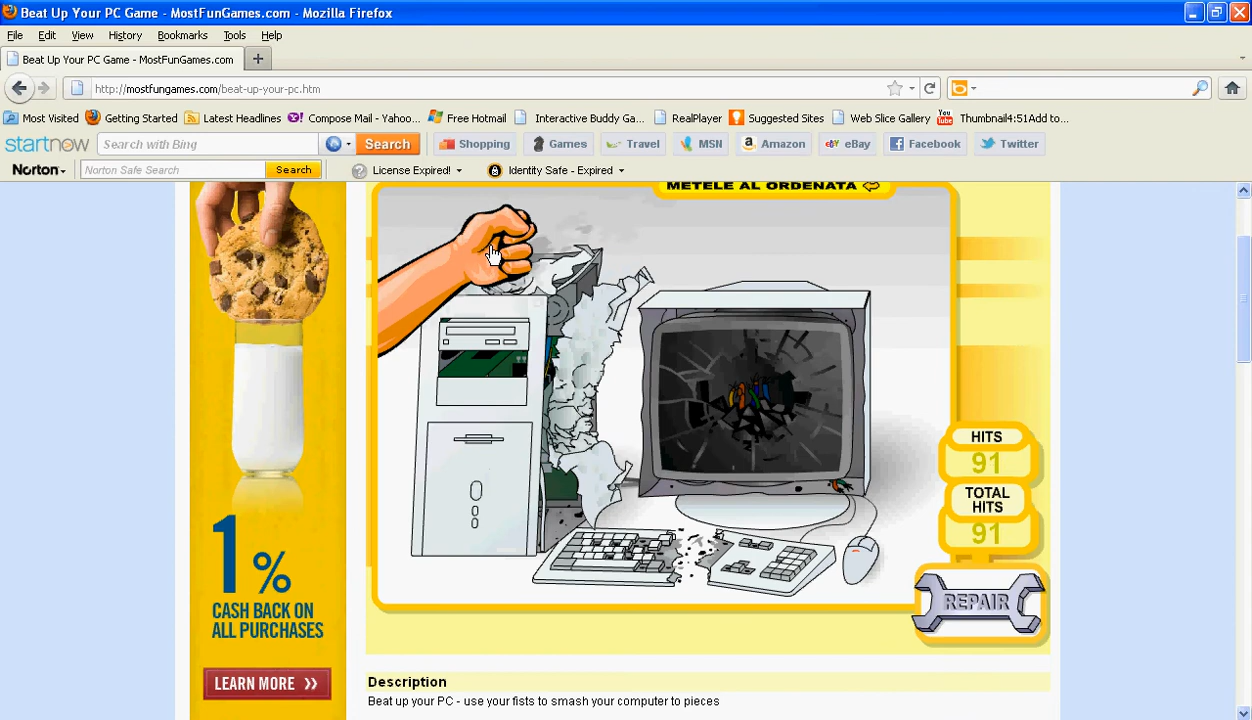 Beat Up Your PC Game - MostFunGames.com - Mozilla Firefox
File Edit View History Bookmarks Tools Help
Beat Up Your PC Game - MostFunGames.com
http://mostfungames.com/beat-up-your-pc.htm
Most Visited Getting Started Latest Headlines Compose Mail - Yahoo... Free Hotmail Interactive Buddy Ga... RealPlayer Suggested Sites Web Slice Gallery Thumbnail4:51Add to...
startnow Search with Bing Search Shopping Games Travel MSN Amazon eBay Facebook Twitter
Norton Norton Safe Search Search License Expired! Identity Safe - Expired
METELE AL ORDENATA
HITS
91
TOTAL
HITS
91
REPAIR
1%
CASH BACK ON
ALL PURCHASES
LEARN MORE >>
Description
Beat up your PC - use your fists to smash your computer to pieces